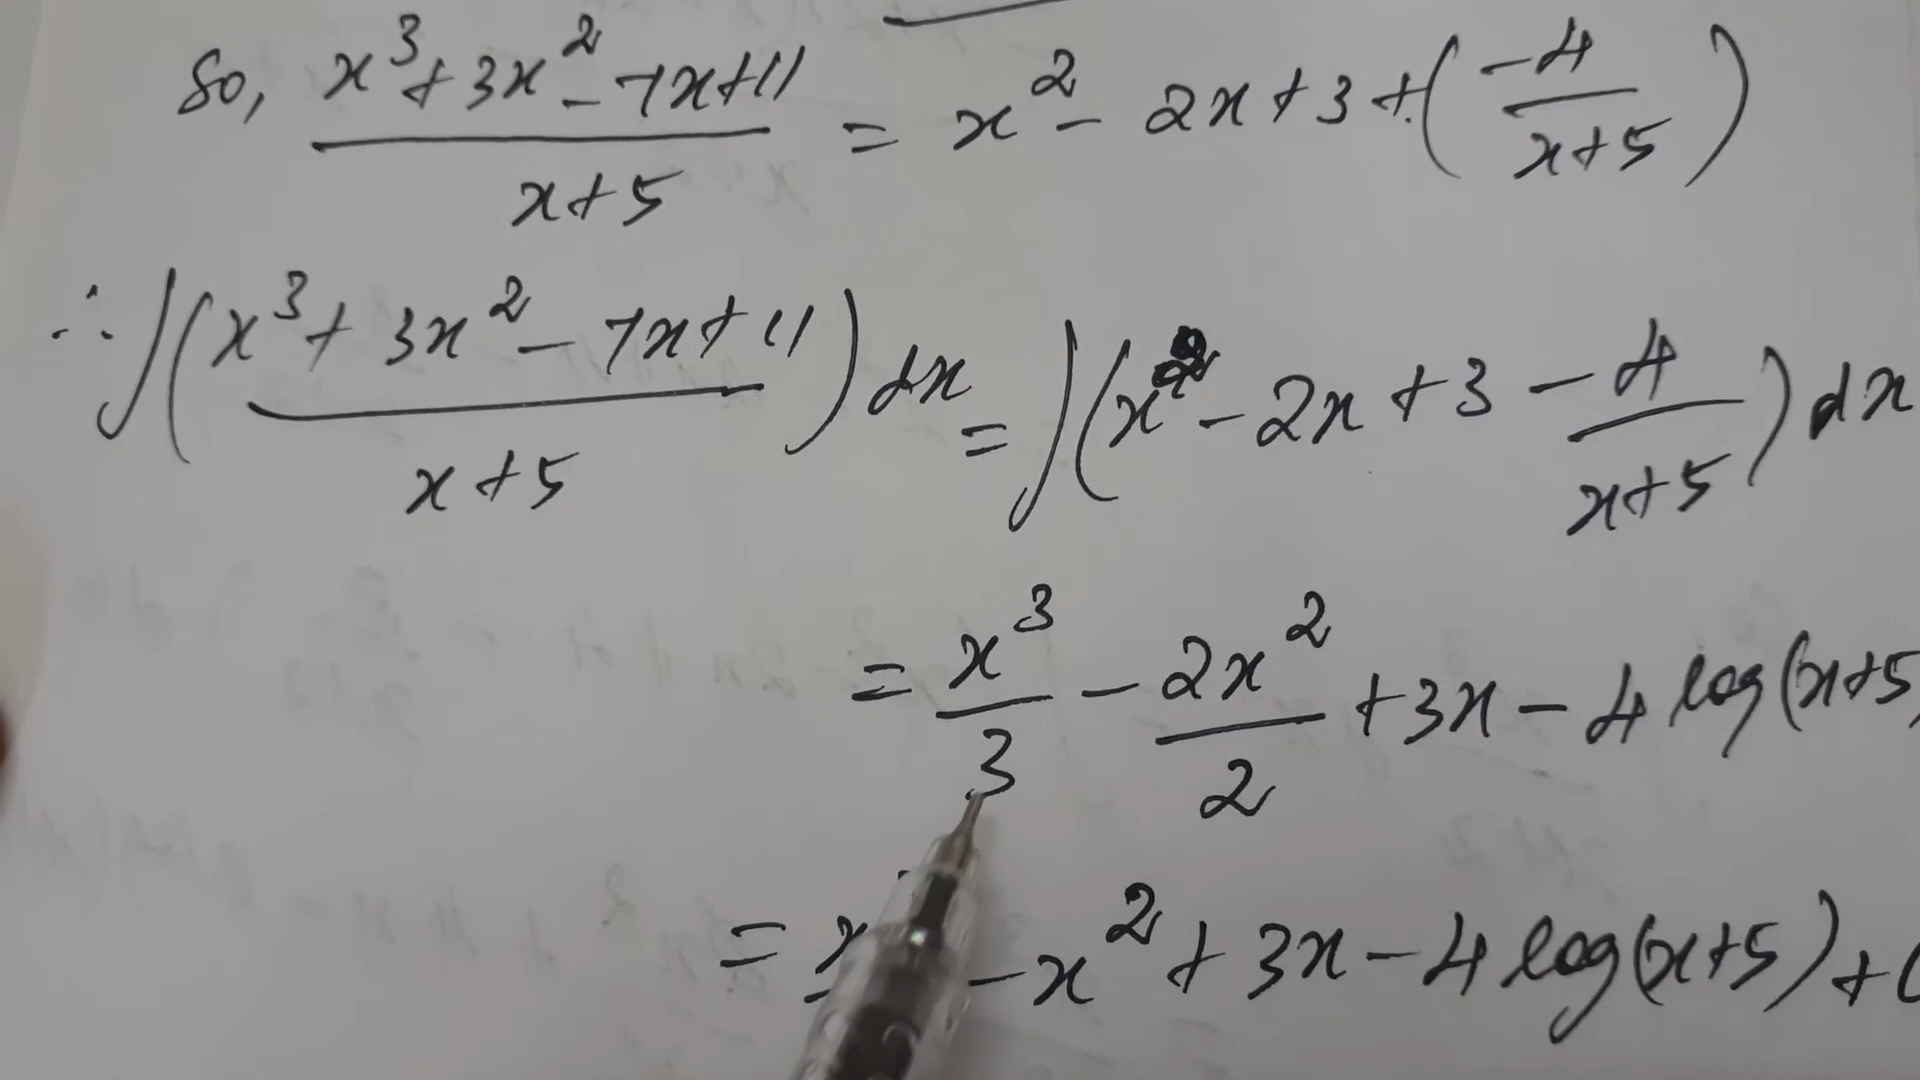 So, (x³ + 3x² - 7x + 11)/(x + 5) = x² - 2x + 3 + (-4/(x + 5))
∴ ∫((x³ + 3x² - 7x + 11)/(x + 5)) dx = ∫(x² - 2x + 3 - 4/(x + 5)) dx
= x³/3 - 2x²/2 + 3x - 4 log(x+5
= x - x² + 3x - 4 log(x+5) +